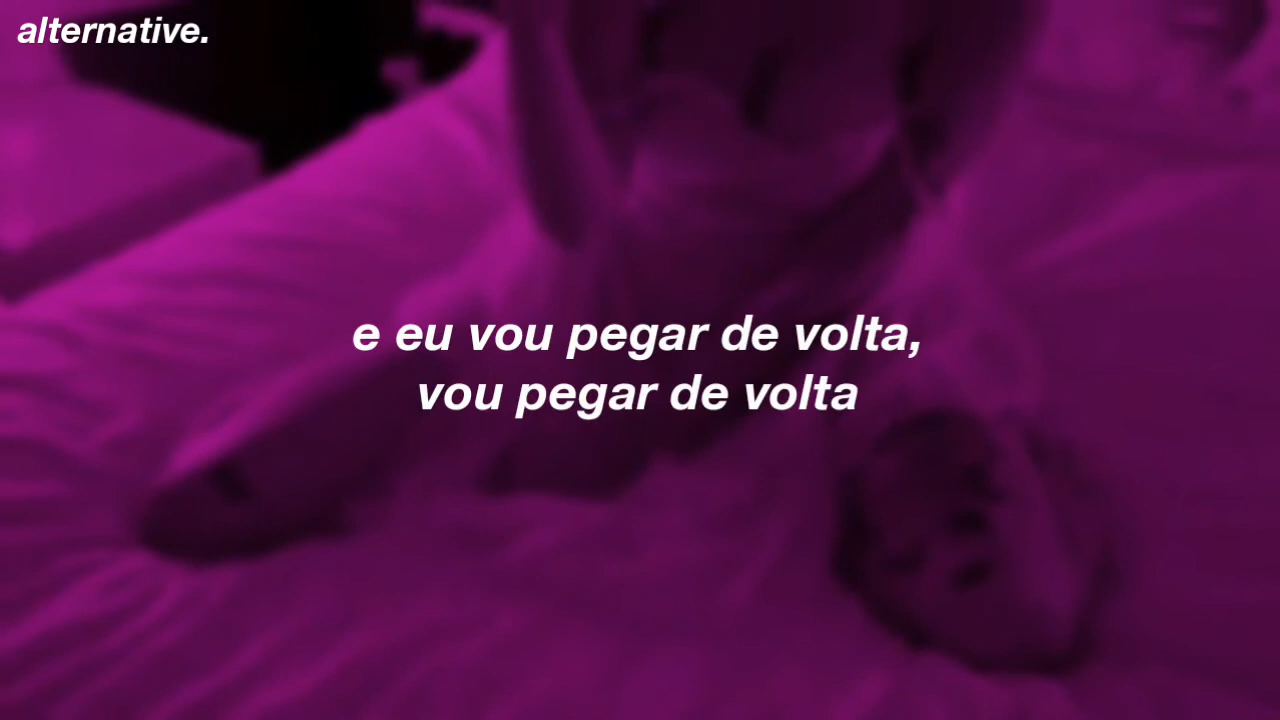 alternative.
e eu vou pegar de volta,
vou pegar de volta